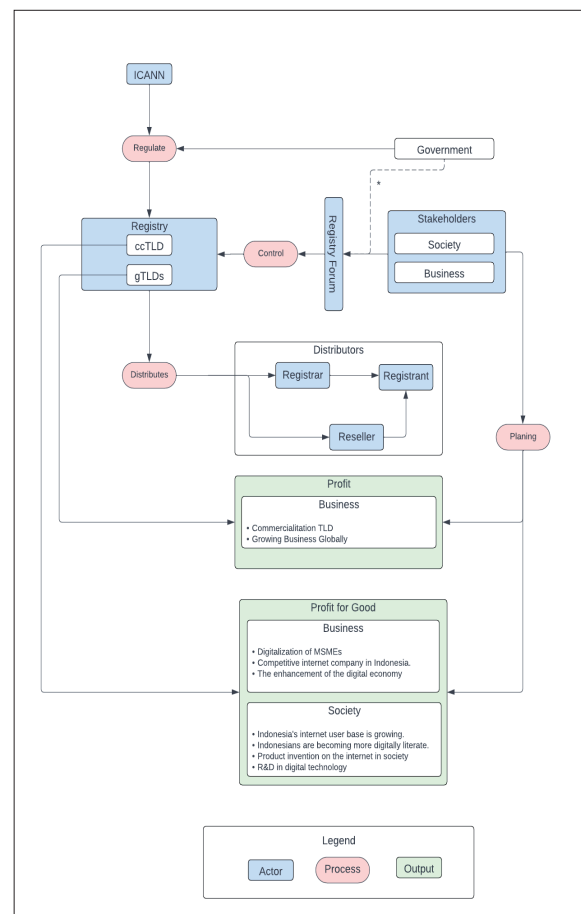 ICANN
Regulate
Government
*
Registry
ccTLD
gTLDs
Control
Registry Forum
Stakeholders
Society
Business
Distributes
Distributors
Registrar
Registrant
Reseller
Planing
Profit
Business
• Commercialitation TLD
• Growing Business Globally
Profit for Good
Business
• Digitalization of MSMEs
• Competitive internet company in Indonesia.
• The enhancement of the digital economy
Society
• Indonesia's internet user base is growing.
• Indonesians are becoming more digitally literate.
• Product invention on the internet in society
• R&D in digital technology
Legend
Actor
Process
Output